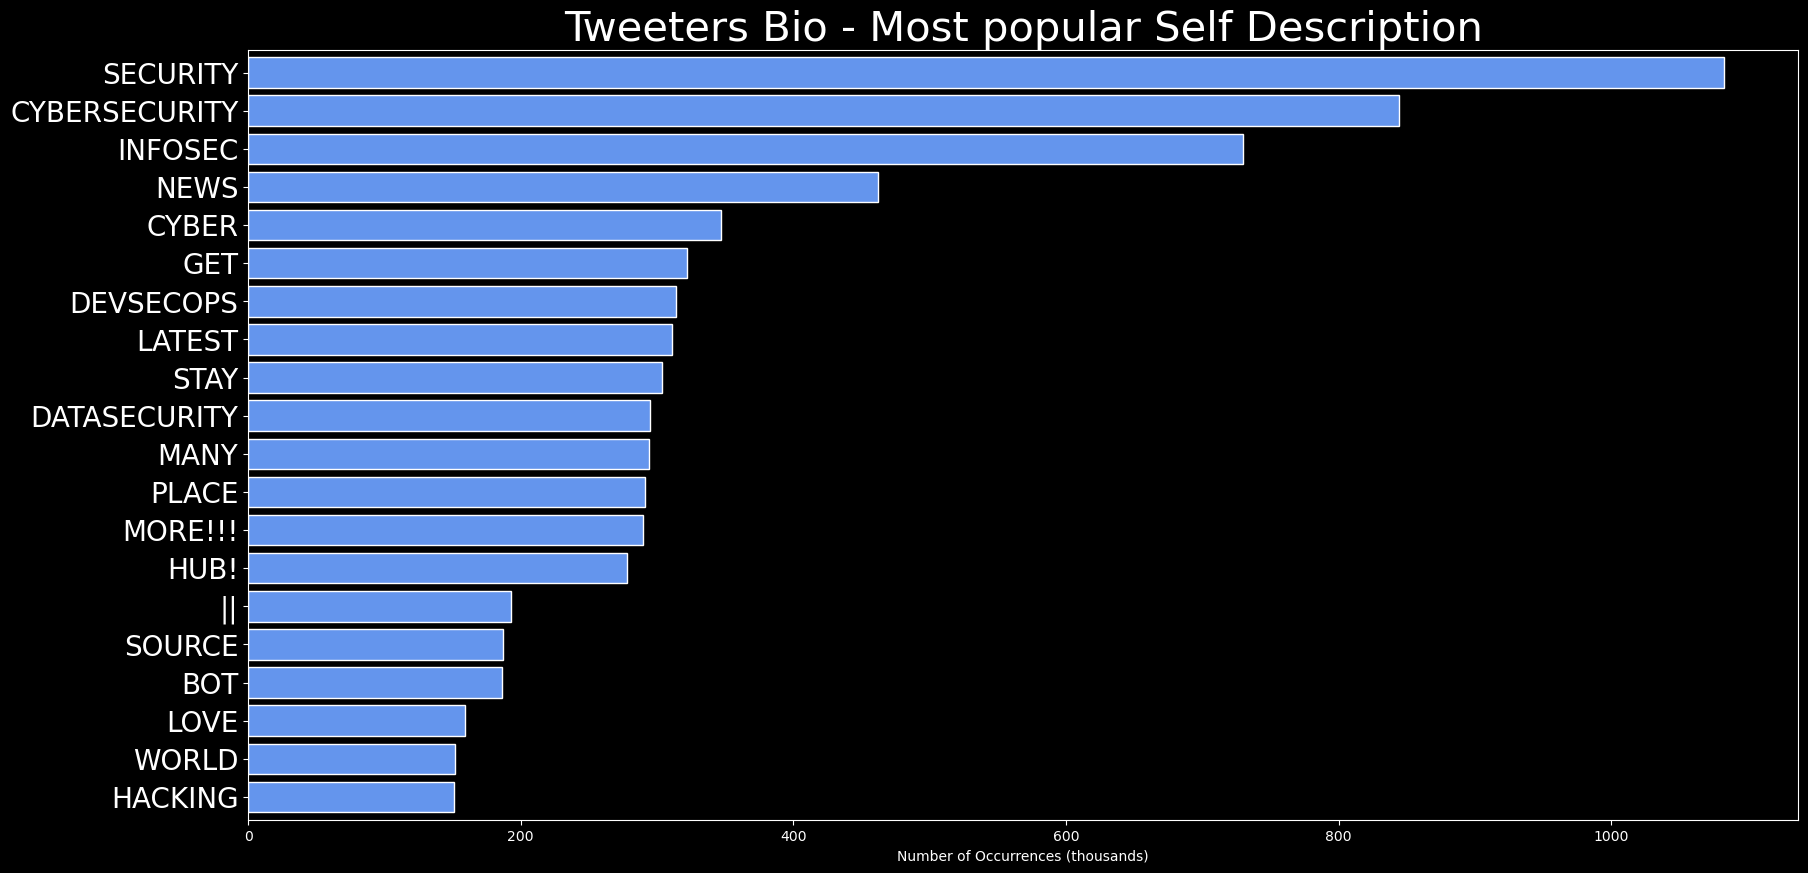 Tweeters Bio - Most popular Self Description
SECURITY
CYBERSECURITY
INFOSEC
NEWS
CYBER
GET
DEVSECOPS
LATEST
STAY
DATASECURITY
MANY
PLACE
MORE!!!
HUB!
||
SOURCE
BOT
LOVE
WORLD
HACKING
0 200 400 600 800 1000
Number of Occurrences (thousands)